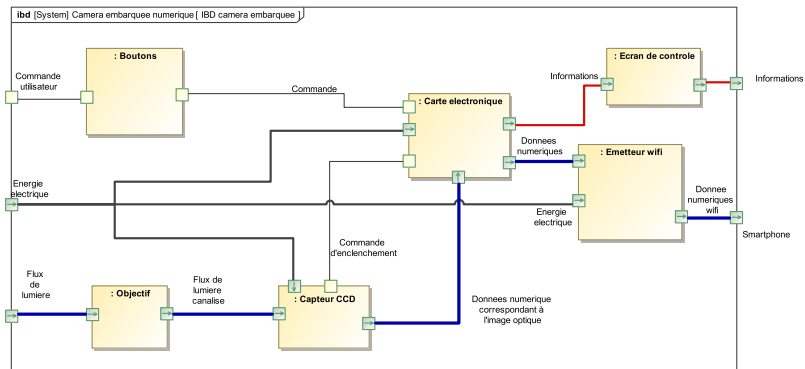 ibd [System] Camera embarquee numerique [ IBD camera embarquee ]
Commande
utilisateur
: Boutons
Commande
: Carte electronique
Informations
: Ecran de controle
Informations
Donnees
numeriques
: Emetteur wifi
Energie
electrique
Energie
electrique
Donnee
numeriques
wifi
Smartphone
Commande
d'enclenchement
Flux
de
lumiere
: Objectif
Flux de
lumiere
canalise
: Capteur CCD
Donnees numerique
correspondant à
l'image optique